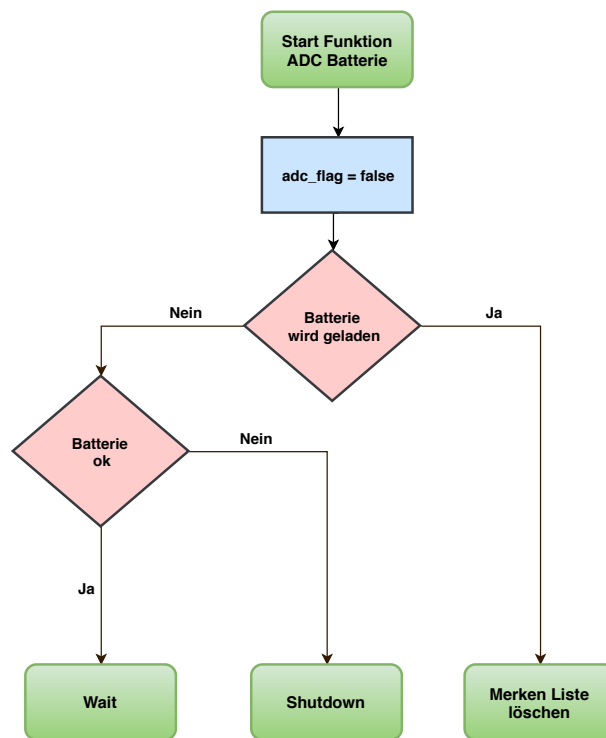 Start Funktion
ADC Batterie
adc_flag = false
Batterie
wird geladen
Nein
Ja
Batterie
ok
Nein
Ja
Wait
Shutdown
Merken Liste
löschen